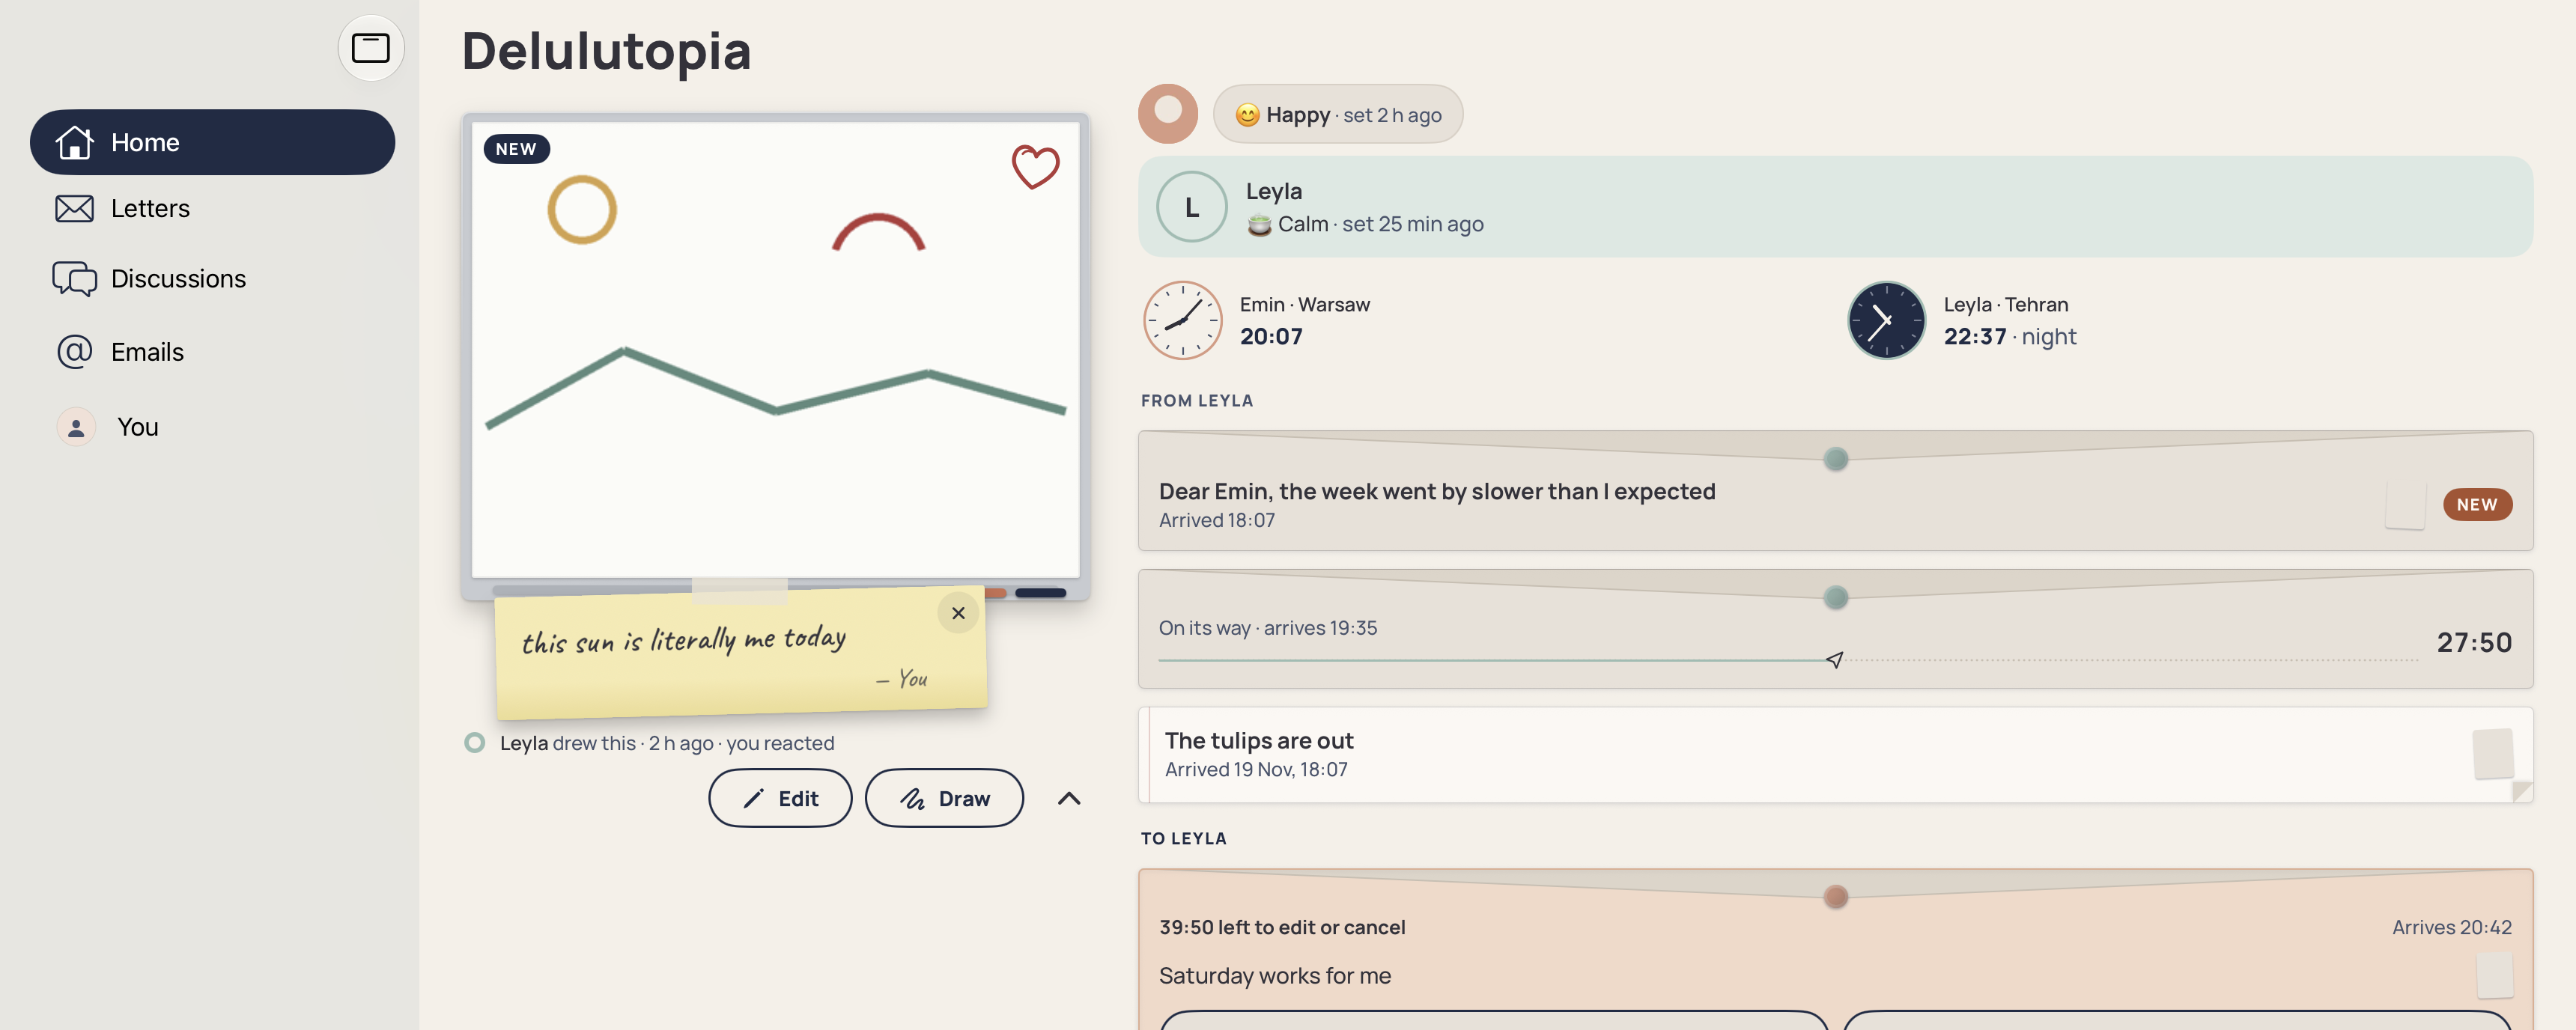 Delulutopia
Home
Letters
Discussions
Emails
You
NEW
this sun is literally me today
– You
Leyla drew this · 2 h ago · you reacted
Edit
Draw
😊 Happy · set 2 h ago
L
Leyla
🍵 Calm · set 25 min ago
Emin · Warsaw
20:07
Leyla · Tehran
22:37 · night
FROM LEYLA
Dear Emin, the week went by slower than I expected
Arrived 18:07
NEW
On its way · arrives 19:35
27:50
The tulips are out
Arrived 19 Nov, 18:07
TO LEYLA
39:50 left to edit or cancel
Arrives 20:42
Saturday works for me